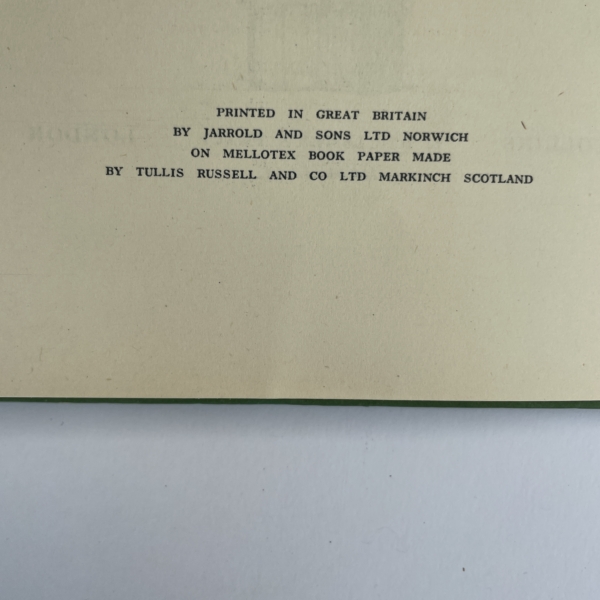 PRINTED IN GREAT BRITAIN
BY JARROLD AND SONS LTD NORWICH
ON MELLOTEX BOOK PAPER MADE
BY TULLIS RUSSELL AND CO LTD MARKINCH SCOTLAND